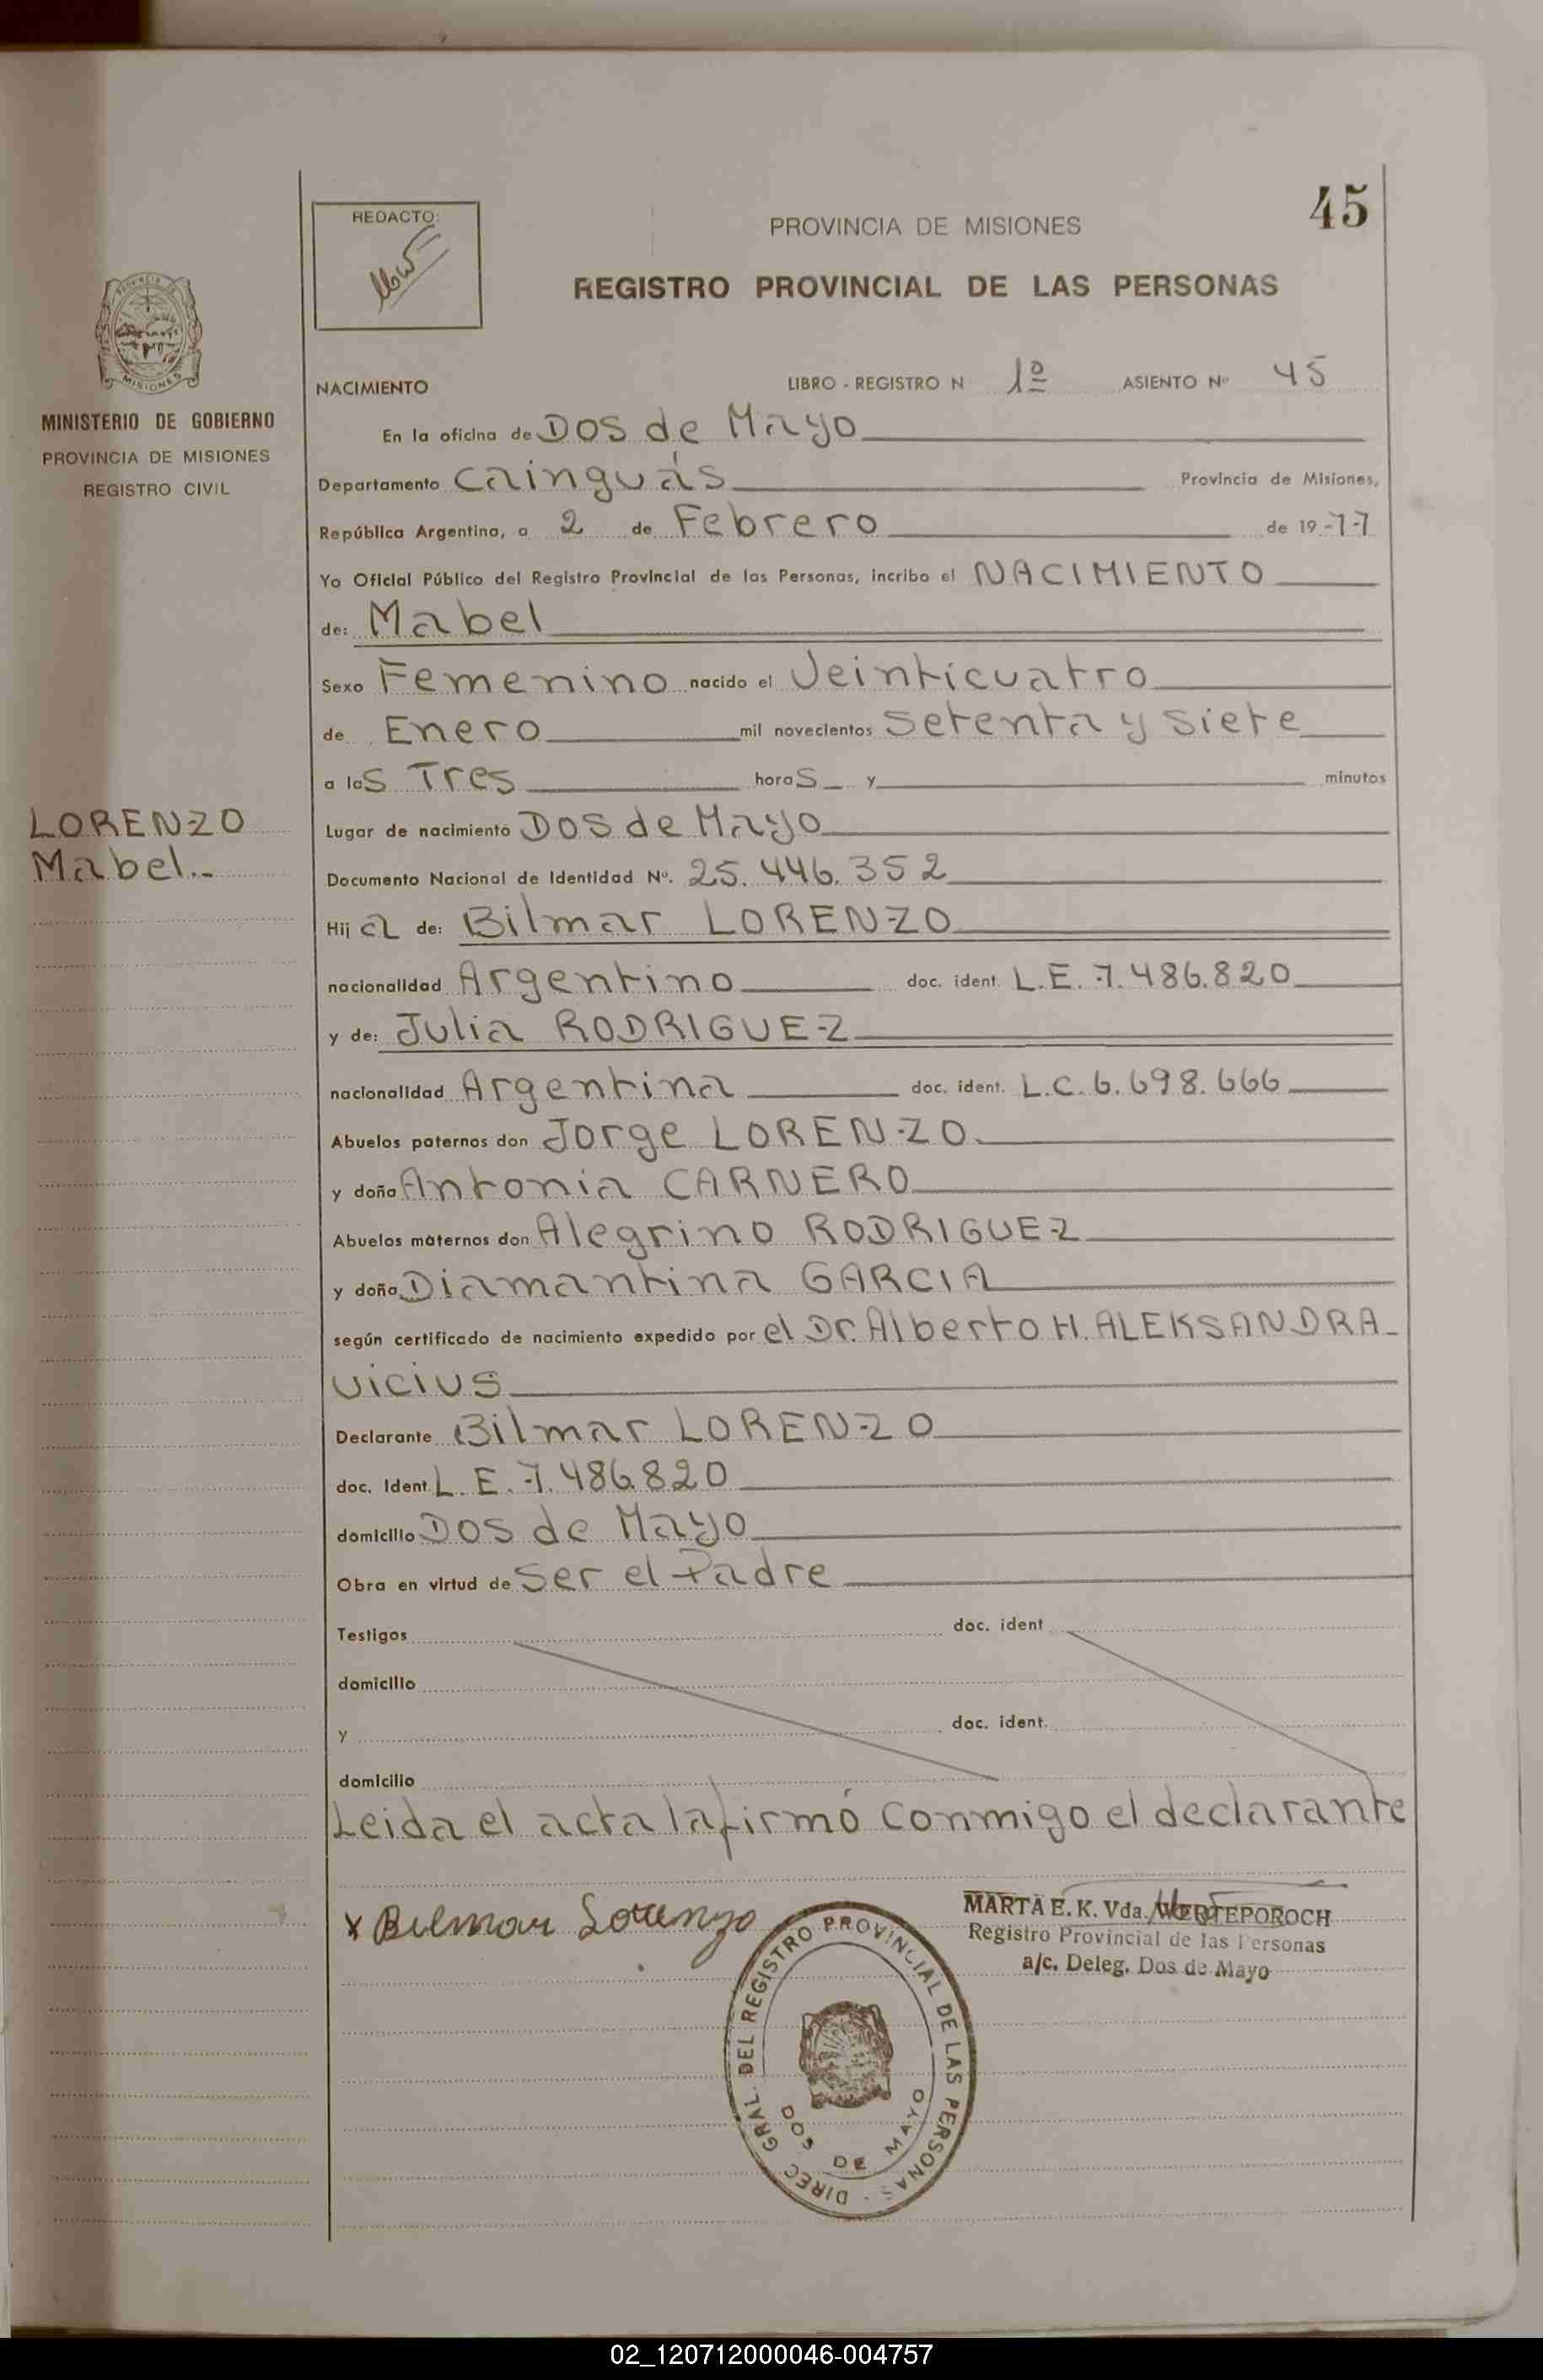 45
REDACTO:
PROVINCIA DE MISIONES
REGISTRO PROVINCIAL DE LAS PERSONAS
PROVINCIA DE
MISIONES
MINISTERIO DE GOBIERNO
PROVINCIA DE MISIONES
REGISTRO CIVIL
NACIMIENTO LIBRO - REGISTRO N 1º ASIENTO Nº 45
En la oficina de Dos de Mayo
Departamento Cainguás Provincia de Misiones,
República Argentina, a 2 de Febrero de 19 77
Yo Oficial Público del Registro Provincial de las Personas, incribo el NACIMIENTO
de: Mabel
Sexo Femenino nacido el Veinticuatro
de Enero mil novecientos setenta y siete
a las Tres horas y minutos
LORENZO
Mabel.-
Lugar de nacimiento Dos de Mayo
Documento Nacional de Identidad Nº. 25.446.352
Hija de: Bilmar LORENZO
nacionalidad Argentino doc. ident. L.E. 7.486.820
y de: Julia RODRIGUEZ
nacionalidad Argentina doc. ident. L.C. 6.698.666
Abuelos paternos don Jorge LORENZO
y doña Antonia CARNERO
Abuelos maternos don Alegrino RODRIGUEZ
y doña Diamantina GARCIA
según certificado de nacimiento expedido por el Dr. Alberto H. ALEKSANDRA-
vicius
Declarante Bilmar LORENZO
doc. Ident. L.E. 7.486.820
domicilio Dos de Mayo
Obra en virtud de Ser el Padre
Testigos doc. ident
domicilio
y doc. ident.
domicilio
Leida el acta la firmó conmigo el declarante
x Bilmar Lorenzo
MARTA E. K. Vda. WERTEPOROCH
Registro Provincial de las Personas
a/c. Deleg. Dos de Mayo
DIREC GRAL. DEL REGISTRO PROVINCIAL DE LAS PERSONAS -
DOS DE MAYO
02_120712000046-004757